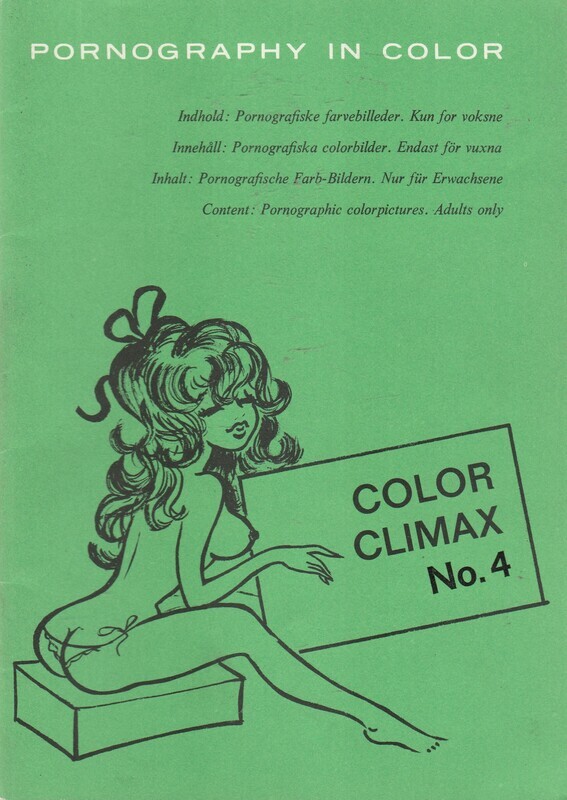 PORNOGRAPHY IN COLOR
Indhold: Pornografiske farvebilleder. Kun for voksne
Innehåll: Pornografiska colorbilder. Endast för vuxna
Inhalt: Pornografische Farb-Bildern. Nur für Erwachsene
Content: Pornographic colorpictures. Adults only
COLOR
CLIMAX
No. 4